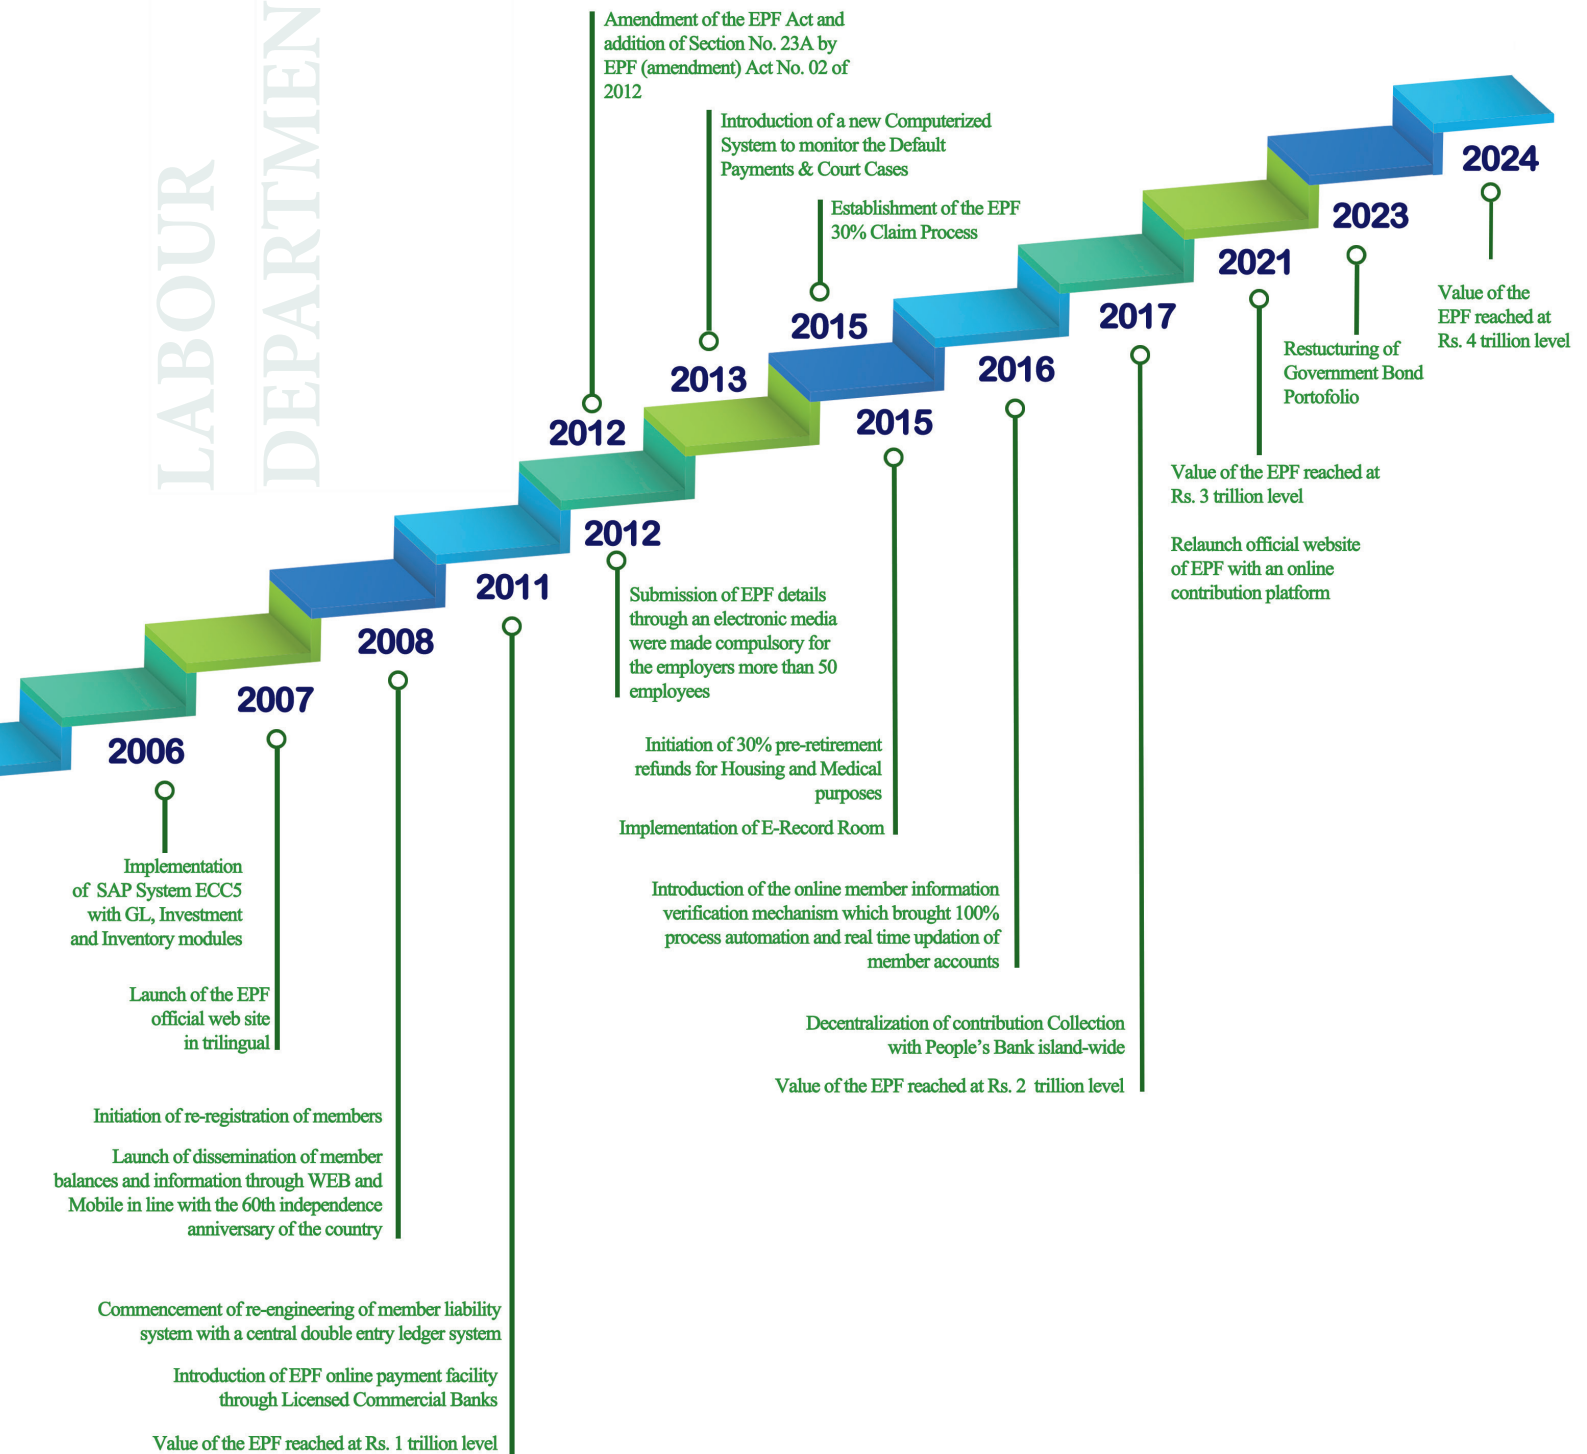 LABOUR
DEPARTMEN
Amendment of the EPF Act and
addition of Section No. 23A by
EPF (amendment) Act No. 02 of
2012
2012
Introduction of a new Computerized
System to monitor the Default
Payments & Court Cases
2013
Establishment of the EPF
30% Claim Process
2015
2006
Implementation
of SAP System ECC5
with GL, Investment
and Inventory modules
2007
Launch of the EPF
official web site
in trilingual
2008
Initiation of re-registration of members
Launch of dissemination of member
balances and information through WEB and
Mobile in line with the 60th independence
anniversary of the country
2011
Commencement of re-engineering of member liability
system with a central double entry ledger system
Introduction of EPF online payment facility
through Licensed Commercial Banks
Value of the EPF reached at Rs. 1 trillion level
2012
Submission of EPF details
through an electronic media
were made compulsory for
the employers more than 50
employees
2015
Initiation of 30% pre-retirement
refunds for Housing and Medical
purposes
Implementation of E-Record Room
2016
Introduction of the online member information
verification mechanism which brought 100%
process automation and real time updation of
member accounts
2017
Decentralization of contribution Collection
with People’s Bank island-wide
Value of the EPF reached at Rs. 2 trillion level
2021
Value of the EPF reached at
Rs. 3 trillion level
Relaunch official website
of EPF with an online
contribution platform
2023
Restucturing of
Government Bond
Portofolio
2024
Value of the
EPF reached at
Rs. 4 trillion level